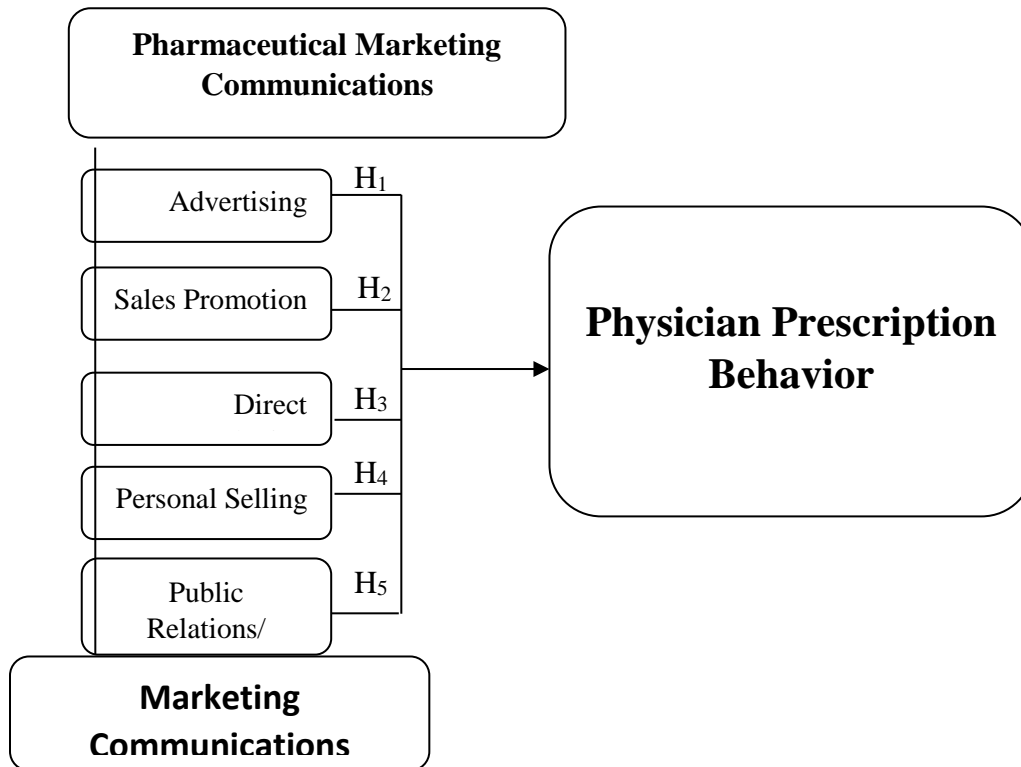 Pharmaceutical Marketing
Communications
Advertising
H₁
Sales Promotion
H₂
Direct
H₃
Personal Selling
H₄
Public
Relations/
H₅
Physician Prescription
Behavior
Marketing
Communications